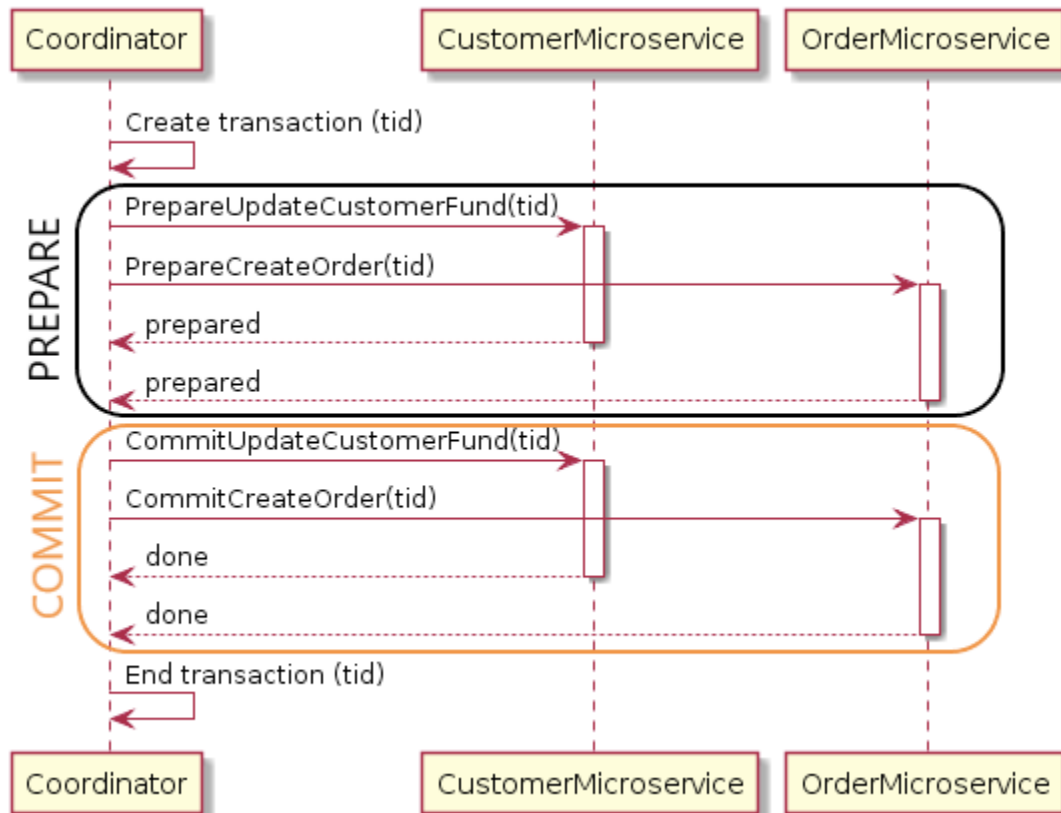 Coordinator CustomerMicroservice OrderMicroservice
Create transaction (tid)
PREPARE
PrepareUpdateCustomerFund(tid)
PrepareCreateOrder(tid)
prepared
prepared
COMMIT
CommitUpdateCustomerFund(tid)
CommitCreateOrder(tid)
done
done
End transaction (tid)
Coordinator CustomerMicroservice OrderMicroservice